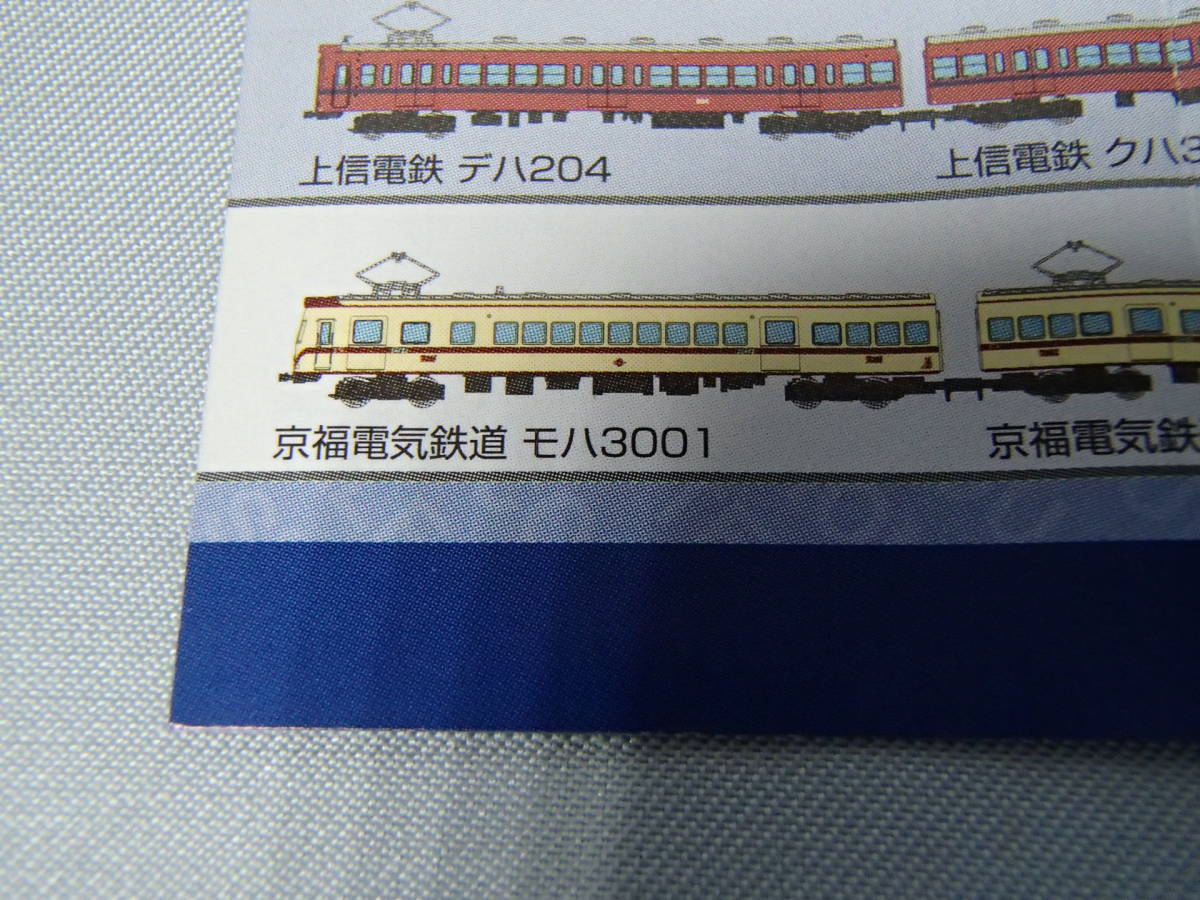 上信電鉄 デハ204
上信電鉄 クハ3
京福電気鉄道 モハ3001
京福電気鉄